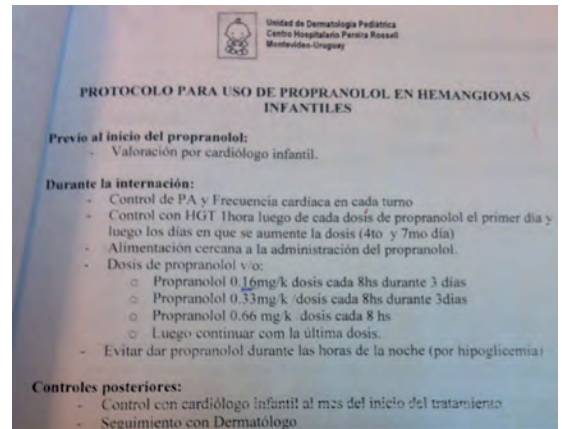 Unidad de Dermatología Pediátrica
Centro Hospitalario Pereira Rossell
Montevideo-Uruguay
PROTOCOLO PARA USO DE PROPRANOLOL EN HEMANGIOMAS
INFANTILES
Previo al inicio del propranolol:
- Valoración por cardiólogo infantil.
Durante la internación:
- Control de PA y Frecuencia cardíaca en cada turno
- Control con HGT 1hora luego de cada dosis de propranolol el primer día y
luego los días en que se aumente la dosis (4to y 7mo día)
- Alimentación cercana a la administración del propranolol.
- Dosis de propranolol v/o:
○ Propranolol 0.16mg/k dosis cada 8hs durante 3 días
○ Propranolol 0.33mg/k /dosis cada 8hs durante 3días
○ Propranolol 0.66 mg/k dosis cada 8 hs
○ Luego continuar com la última dosis.
- Evitar dar propranolol durante las horas de la noche (por hipoglicemia)
Controles posteriores:
- Control con cardiólogo infantil al mes del inicio del tratamiento
- Seguimiento con Dermatólogo